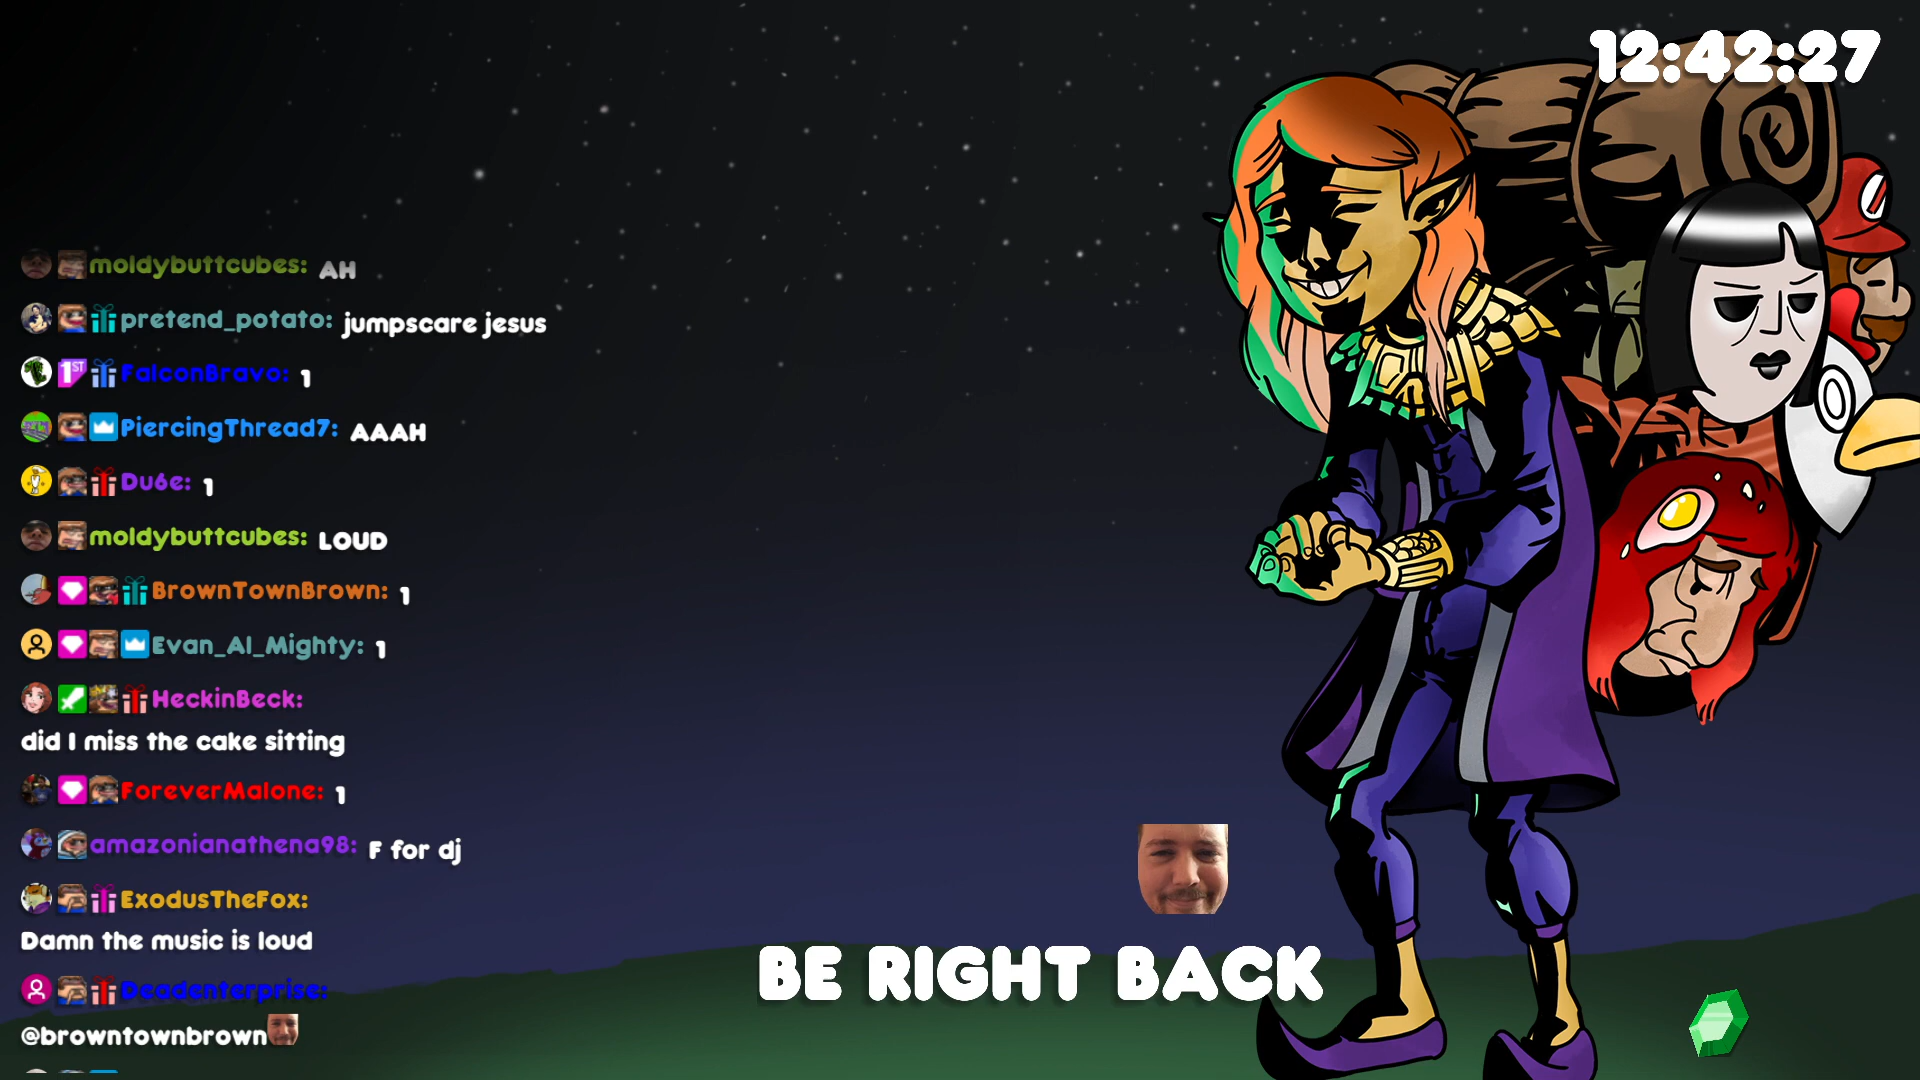 12:42:27
moldybuttcubes: AH
pretend_potato: jumpscare jesus
1ST FalconBravo: 1
PiercingThread7: AAAH
Du6e: 1
moldybuttcubes: LOUD
BrownTownBrown: 1
Evan_Al_Mighty: 1
HeckinBeck:
did I miss the cake sitting
ForeverMalone: 1
amazonianathena98: F for dj
ExodusTheFox:
Damn the music is loud
Deadenterprise:
@browntownbrown
BE RIGHT BACK